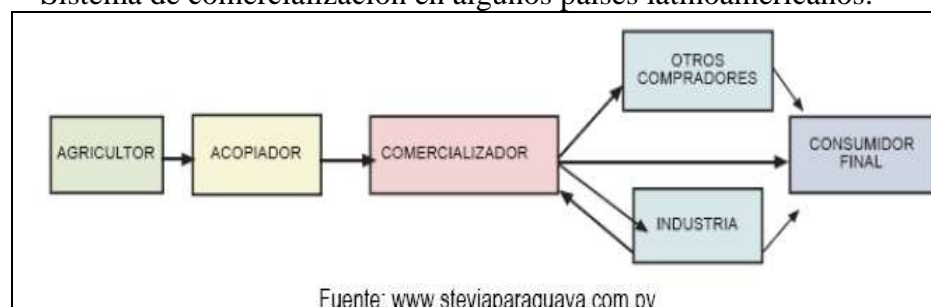 Sistema de comercialización en algunos países latinoamericanos.
OTROS
COMPRADORES
AGRICULTOR
ACOPIADOR
COMERCIALIZADOR
CONSUMIDOR
FINAL
INDUSTRIA
Fuente: www.steviaparaguaya.com.py